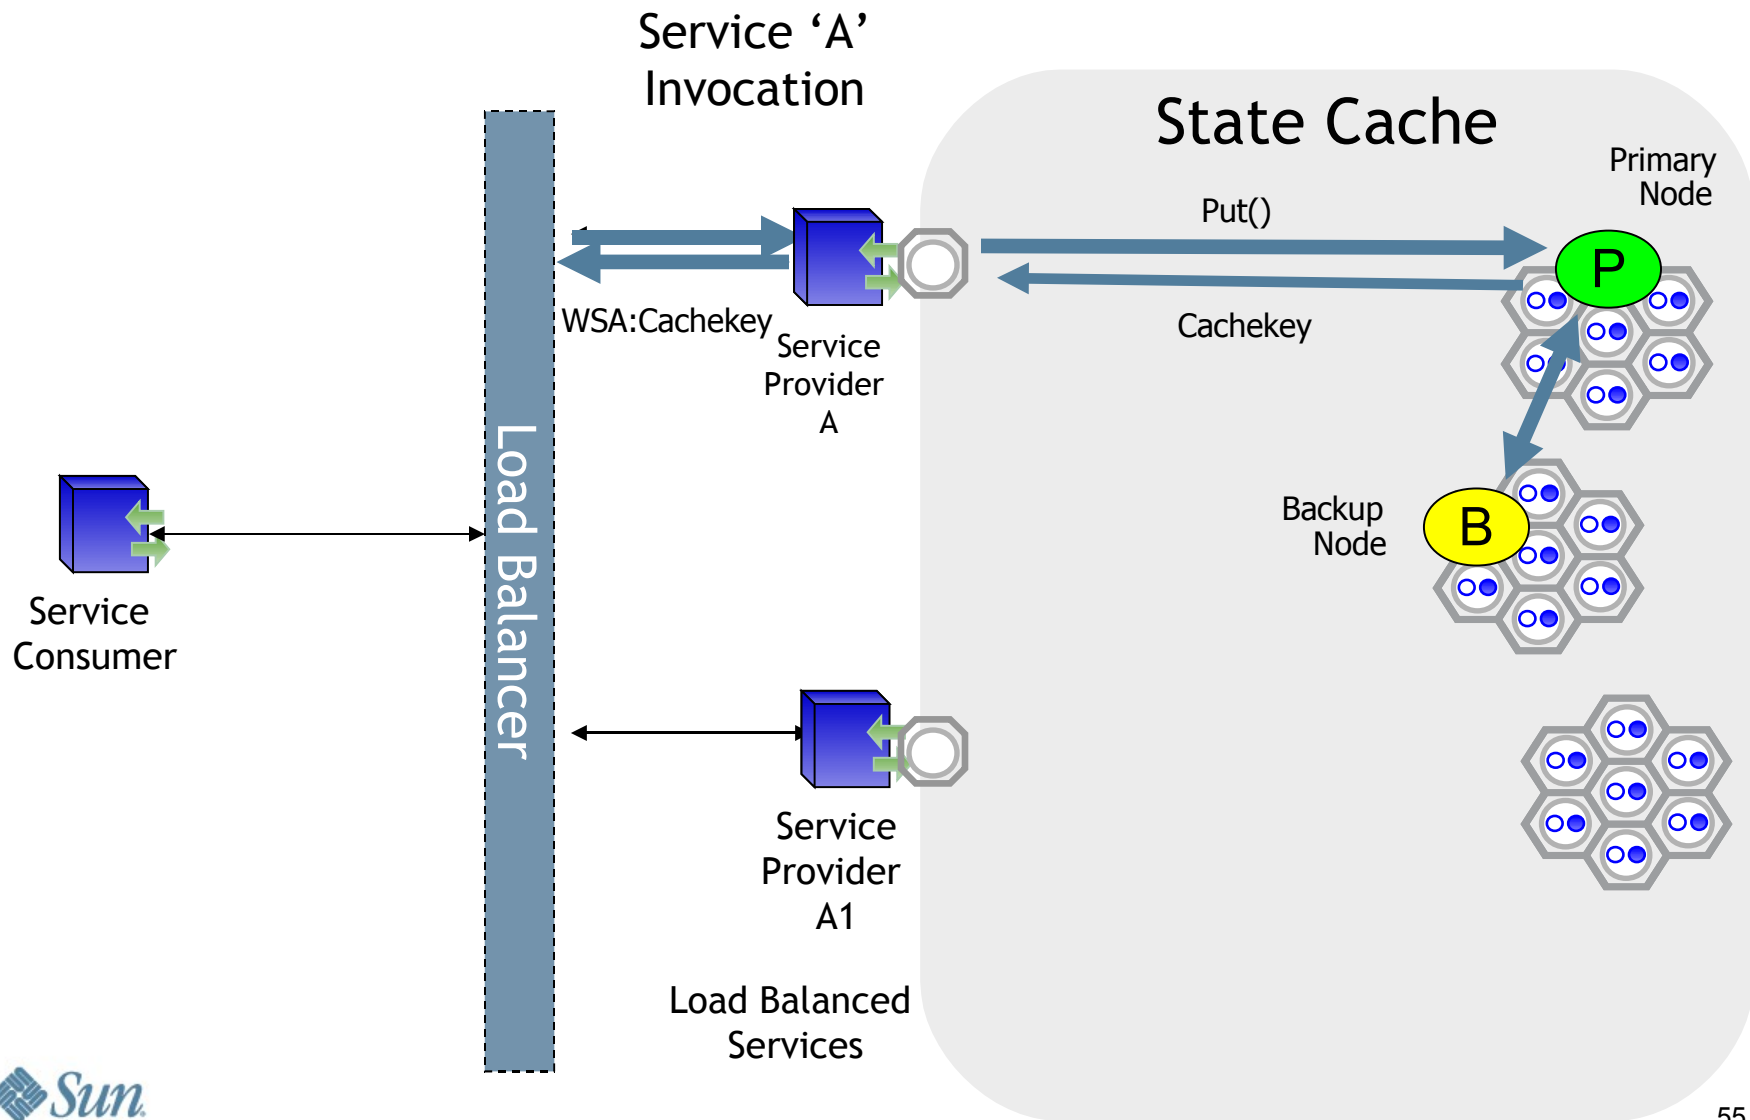 Service ‘A’
Invocation
State Cache
Primary
Node
Put()
P
WSA:Cachekey
Cachekey
Service
Provider
A
Load Balancer
Backup
Node
B
Service
Consumer
Service
Provider
A1
Load Balanced
Services
Sun
55